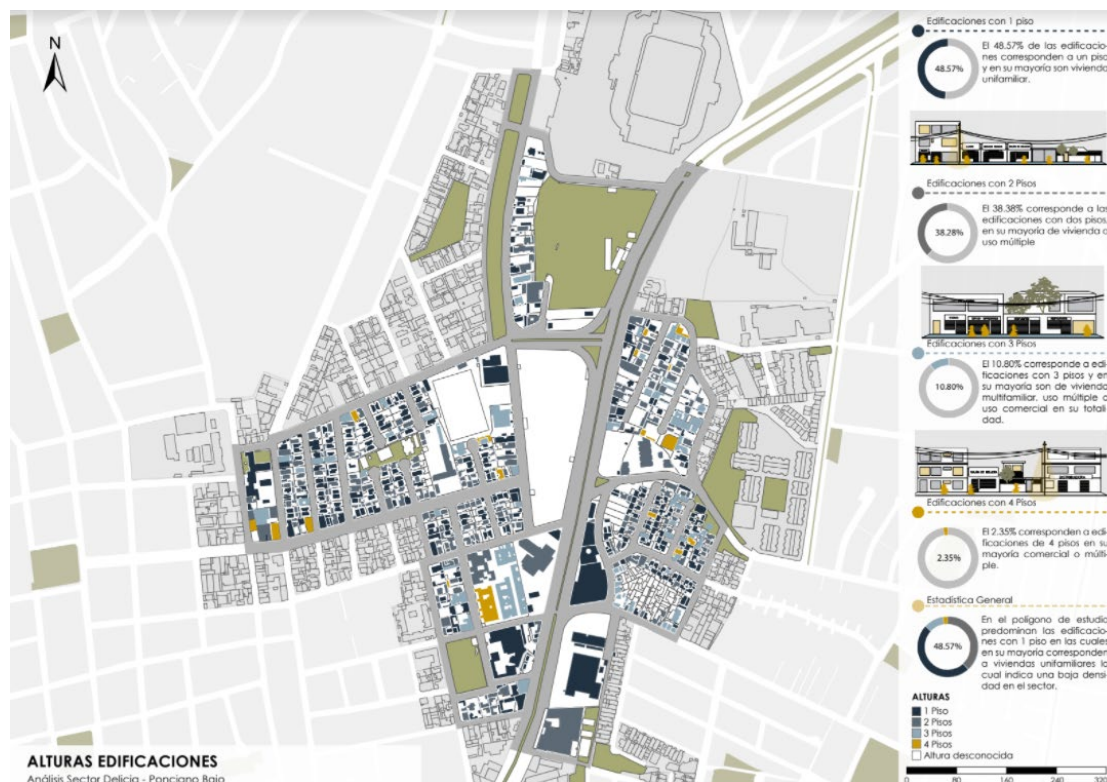 N
Edificaciones con 1 piso
48.57%
El 48.57% de las edificacio-
nes corresponden a un piso
y en su mayoría son vivienda
unifamiliar.
Edificaciones con 2 Pisos
38.28%
El 38.38% corresponde a las
edificaciones con dos pisos,
en su mayoría de vivienda o
uso múltiple
Edificaciones con 3 Pisos
10.80%
El 10.80% corresponde a edi-
ficaciones con 3 pisos y en
su mayoría son de vivienda
multifamiliar, uso múltiple o
uso comercial en su totali-
dad.
Edificaciones con 4 Pisos
2.35%
El 2.35% corresponden a edi-
ficaciones de 4 pisos en su
mayoría comercial o múlti-
ple.
Estadística General
48.57%
En el polígono de estudio
predominan las edificacio-
nes con 1 piso en las cuales
en su mayoría corresponden
a viviendas unifamiliares lo
cual indica una baja densi-
dad en el sector.
ALTURAS
1 Piso
2 Pisos
3 Pisos
4 Pisos
Altura desconocida
0 80 160 240 320
ALTURAS EDIFICACIONES
Análisis Sector Delicia - Ponciano Bajo